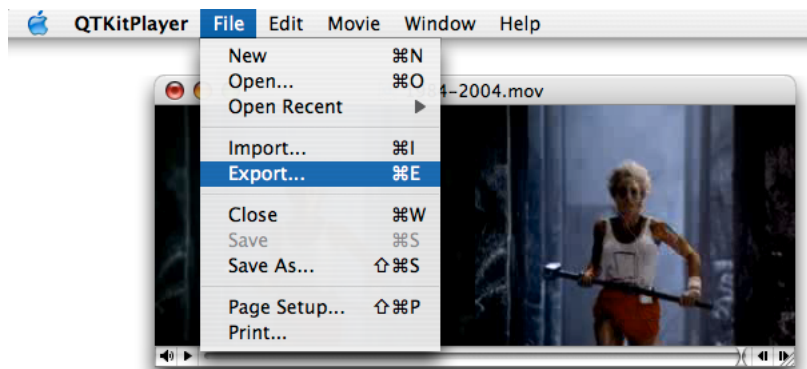 QTKitPlayer File Edit Movie Window Help
New ⌘N
Open... ⌘O
84-2004.mov
Open Recent
Import... ⌘I
Export... ⌘E
Close ⌘W
Save ⌘S
Save As... ⇧⌘S
Page Setup... ⇧⌘P
Print...